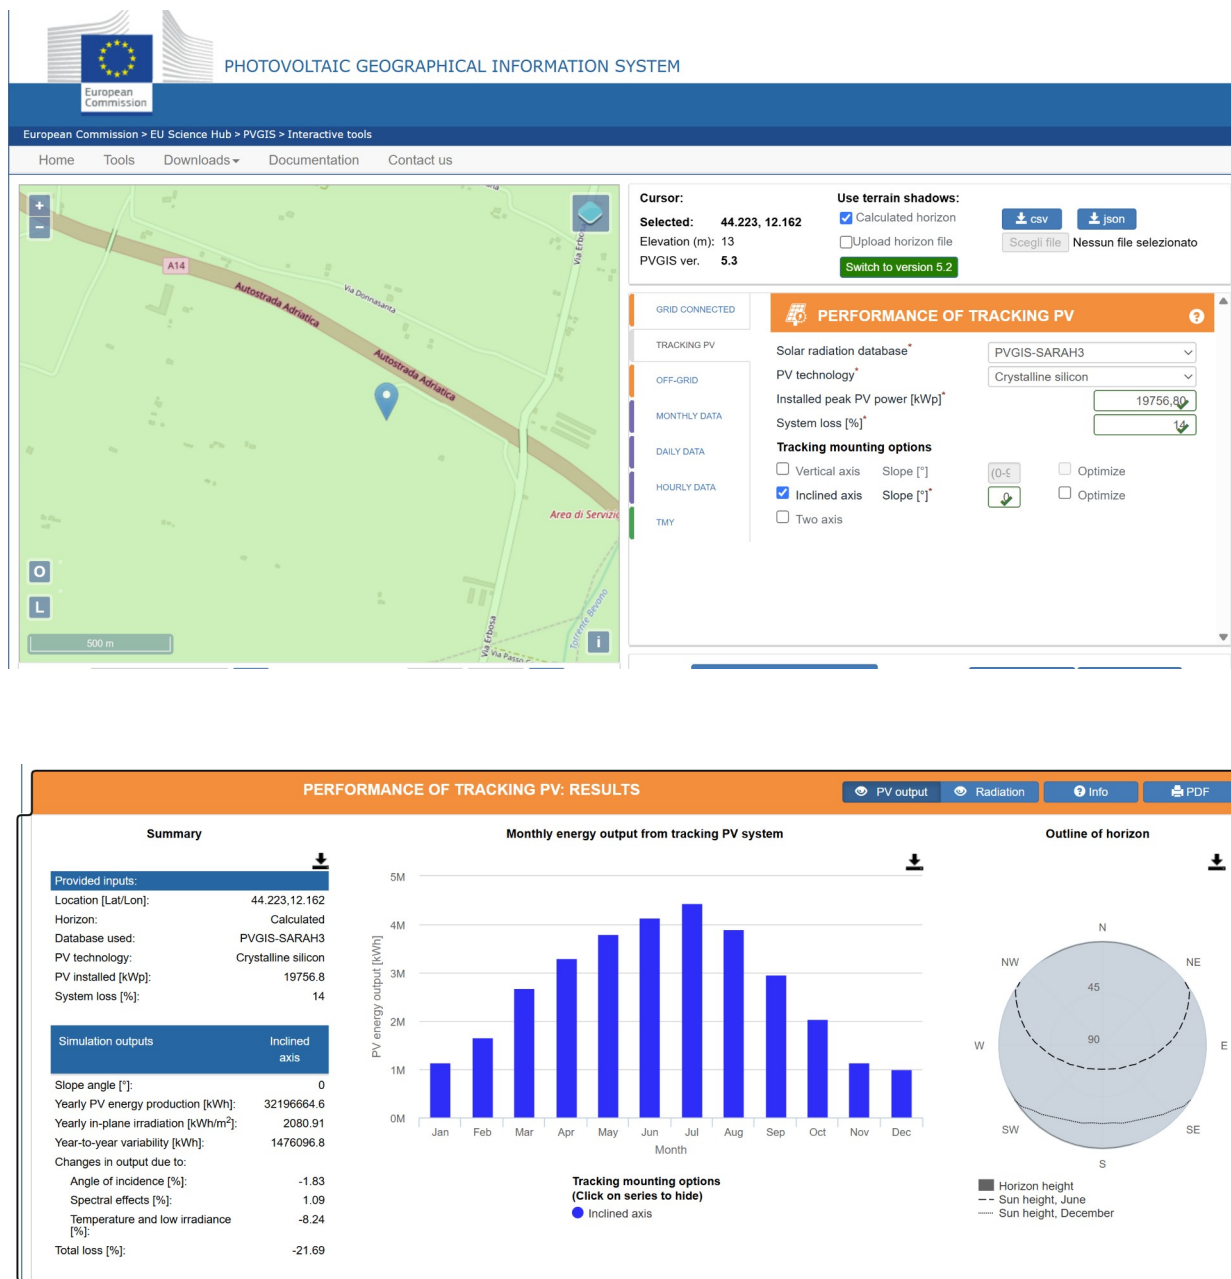 European
Commission
PHOTOVOLTAIC GEOGRAPHICAL INFORMATION SYSTEM
European Commission > EU Science Hub > PVGIS > Interactive tools
Home Tools Downloads Documentation Contact us
+
−
A14
Autostrada Adriatica
Via Donnasanta
Autostrada Adriatica
Via Erbosa
Area di Servizio
Torrente Bevano
Via Erbosa
O
L
500 m
i
Cursor:
Selected: 44.223, 12.162
Elevation (m): 13
PVGIS ver. 5.3
Use terrain shadows:
Calculated horizon
Upload horizon file
Switch to version 5.2
csv json
Scegli file Nessun file selezionato
GRID CONNECTED
TRACKING PV
OFF-GRID
MONTHLY DATA
DAILY DATA
HOURLY DATA
TMY
PERFORMANCE OF TRACKING PV ?
Solar radiation database* PVGIS-SARAH3
PV technology* Crystalline silicon
Installed peak PV power [kWp]* 19756,80
System loss [%]* 14
Tracking mounting options
Vertical axis Slope [°] (0-9 Optimize
Inclined axis Slope [°]* 0 Optimize
Two axis
PERFORMANCE OF TRACKING PV: RESULTS
PV output Radiation Info PDF
Summary
Provided inputs:
Location [Lat/Lon]: 44.223,12.162
Horizon: Calculated
Database used: PVGIS-SARAH3
PV technology: Crystalline silicon
PV installed [kWp]: 19756.8
System loss [%]: 14
Simulation outputs Inclined
axis
Slope angle [°]: 0
Yearly PV energy production [kWh]: 32196664.6
Yearly in-plane irradiation [kWh/m2]: 2080.91
Year-to-year variability [kWh]: 1476096.8
Changes in output due to:
Angle of incidence [%]: -1.83
Spectral effects [%]: 1.09
Temperature and low irradiance -8.24
[%]:
Total loss [%]: -21.69
Monthly energy output from tracking PV system
PV energy output [kWh]
5M
4M
3M
2M
1M
0M
Jan Feb Mar Apr May Jun Jul Aug Sep Oct Nov Dec
Month
Tracking mounting options
(Click on series to hide)
Inclined axis
Outline of horizon
N
NW NE
45
W 90 E
SW SE
S
Horizon height
Sun height, June
Sun height, December